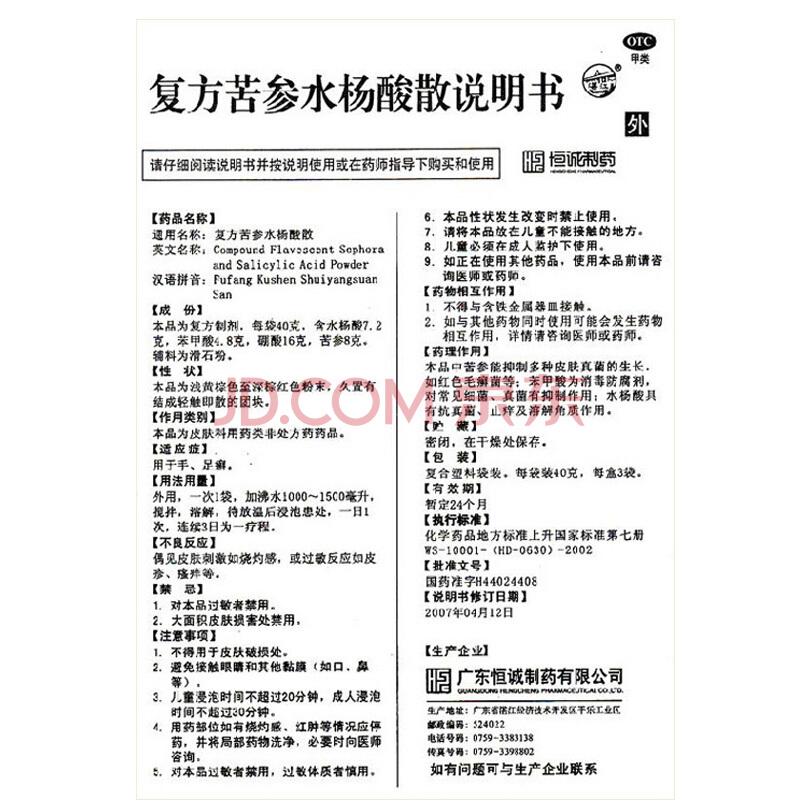 OTC
甲类
复方苦参水杨酸散说明书
外
请仔细阅读说明书并按说明使用或在药师指导下购买和使用
恒诚制药
HENGCHENG PHARMACEUTICAL
【药品名称】
通用名称：复方苦参水杨酸散
英文名称：Compound Flavescent Sophora
and Salicylic Acid Powder
汉语拼音：Fufang Kushen Shuiyangsuan
San
【成　份】
本品为复方制剂，每袋40克，含水杨酸7.2
克，苯甲酸4.8克，硼酸16克，苦参8克。
辅料为滑石粉。
【性　状】
本品为浅黄棕色至深棕红色粉末，久置有
结成轻触即散的团块。
【作用类别】
本品为皮肤科用药类非处方药药品。
【适应症】
用于手、足癣。
【用法用量】
外用，一次1袋，加沸水1000～1500毫升，
搅拌，溶解，待放温后浸泡患处，一日1
次，连续3日为一疗程。
【不良反应】
偶见皮肤刺激如烧灼感，或过敏反应如皮
疹、瘙痒等。
【禁　忌】
1. 对本品过敏者禁用。
2. 大面积皮肤损害处禁用。
【注意事项】
1. 不得用于皮肤破损处。
2. 避免接触眼睛和其他黏膜（如口、鼻
等）。
3. 儿童浸泡时间不超过20分钟，成人浸泡
时间不超过30分钟。
4. 用药部位如有烧灼感、红肿等情况应停
药，并将局部药物洗净，必要时向医师
咨询。
5. 对本品过敏者禁用，过敏体质者慎用。
6. 本品性状发生改变时禁止使用。
7. 请将本品放在儿童不能接触的地方。
8. 儿童必须在成人监护下使用。
9. 如正在使用其他药品，使用本品前请咨
询医师或药师。
【药物相互作用】
1. 不得与含铁金属器皿接触。
2. 如与其他药物同时使用可能会发生药物
相互作用，详情请咨询医师或药师。
【药理作用】
本品中苦参能抑制多种皮肤真菌的生长，
如红色毛癣菌等；苯甲酸为消毒防腐剂，
对常见细菌、真菌有抑制作用；水杨酸具
有抗真菌、止痒及溶解角质作用。
【贮　藏】
密闭，在干燥处保存。
【包　装】
复合塑料袋装。每袋装40克，每盒3袋。
【有效期】
暂定24个月
【执行标准】
化学药品地方标准上升国家标准第七册
WS-10001-（HD-0630）-2002
【批准文号】
国药准字H44024408
【说明书修订日期】
2007年04月12日
【生产企业】
广东恒诚制药有限公司
GUANGDONG HENGCHENG PHARMACEUTICAL CO.,LTD.
生产地址：广东省湛江经济技术开发区平乐工业区
邮政编码：524022
电话号码：0759-3383138
传真号码：0759-3398802
如有问题可与生产企业联系
JD.COM 京东